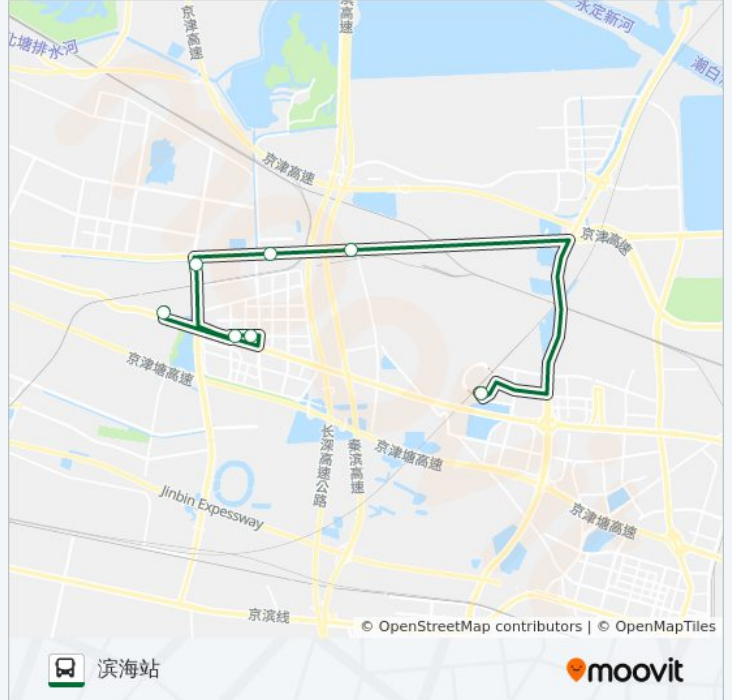 京津高速
秦滨高速
永定新河
北塘排水河
潮白
京津高速
京津高速
京津塘高速
长深高速公路
秦滨高速
京津塘高速
Jinbin Expessway
京津塘高速
京滨线
© OpenStreetMap contributors | © OpenMapTiles
滨海站
moovit